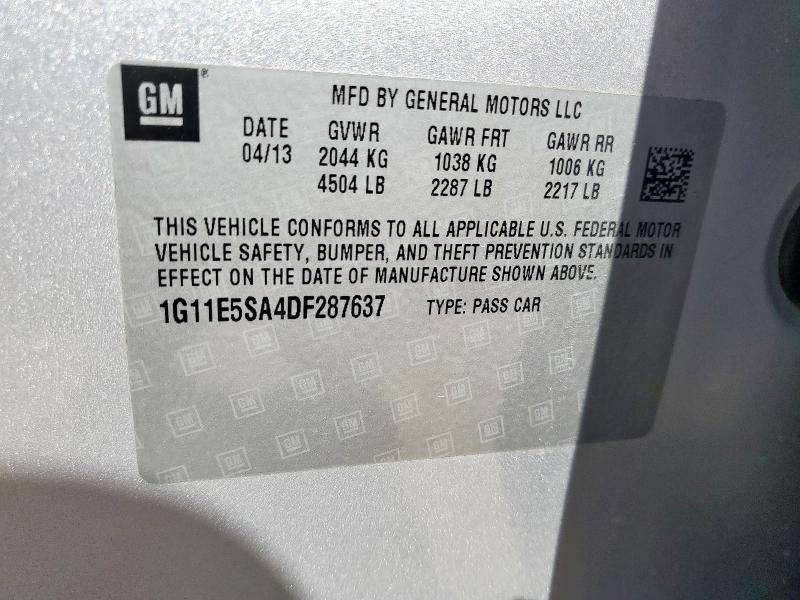 GM
MFD BY GENERAL MOTORS LLC
DATE GVWR GAWR FRT GAWR RR
04/13 2044 KG 1038 KG 1006 KG
4504 LB 2287 LB 2217 LB
THIS VEHICLE CONFORMS TO ALL APPLICABLE U.S. FEDERAL MOTOR
VEHICLE SAFETY, BUMPER, AND THEFT PREVENTION STANDARDS IN
EFFECT ON THE DATE OF MANUFACTURE SHOWN ABOVE.
1G11E5SA4DF287637 TYPE: PASS CAR